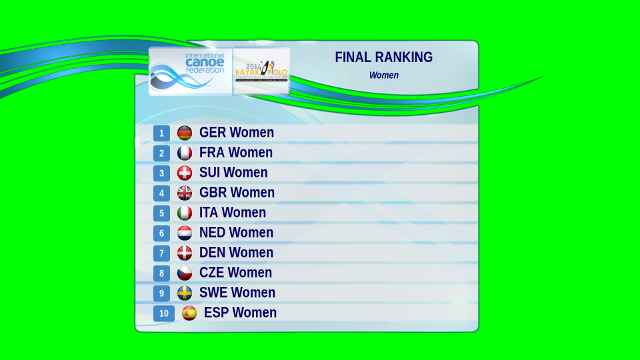 international
canoe
federation
2014
KAYAK POLO
FINAL RANKING
Women
1 GER Women
2 FRA Women
3 SUI Women
4 GBR Women
5 ITA Women
6 NED Women
7 DEN Women
8 CZE Women
9 SWE Women
10 ESP Women